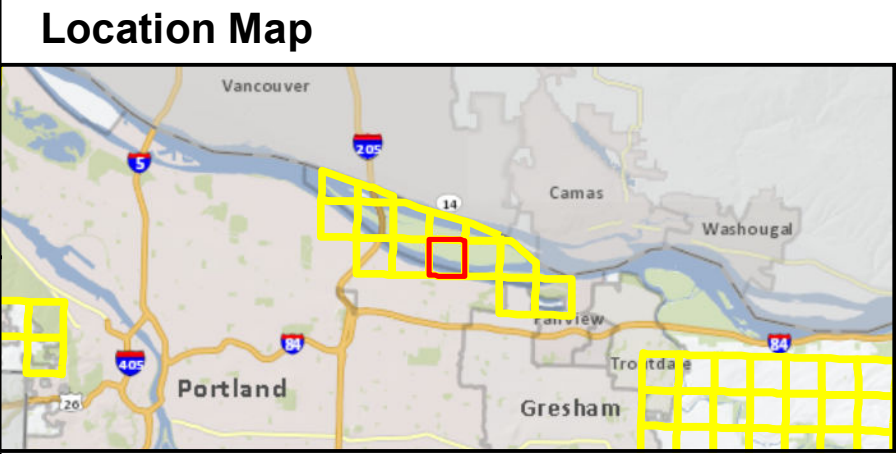 Location Map
Vancouver
205
5
14
Camas
Washougal
Fairview
84
84
405
Troutdale
Portland
26
Gresham